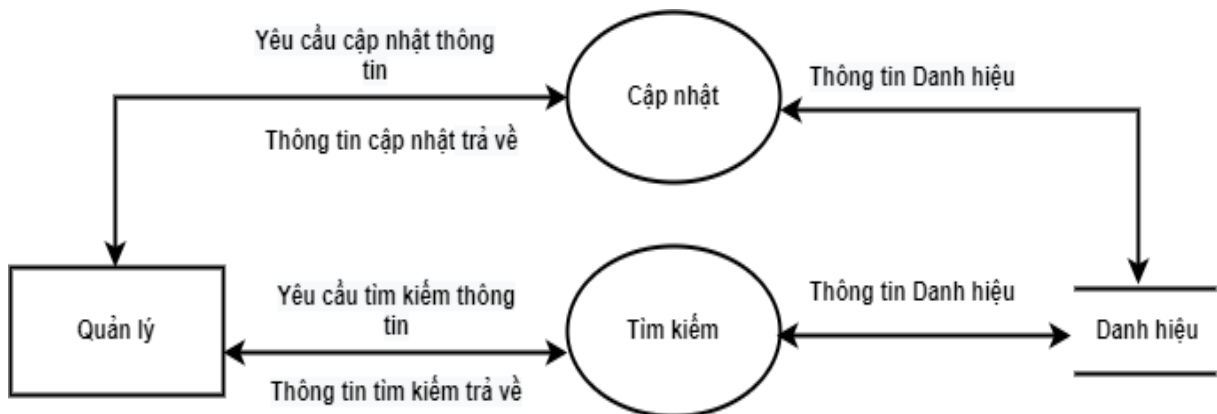 Yêu cầu cập nhật thông
tin
Cập nhật
Thông tin Danh hiệu
Thông tin cập nhật trả về
Yêu cầu tìm kiếm thông
tin
Thông tin Danh hiệu
Quản lý
Tìm kiếm
Danh hiệu
Thông tin tìm kiếm trả về